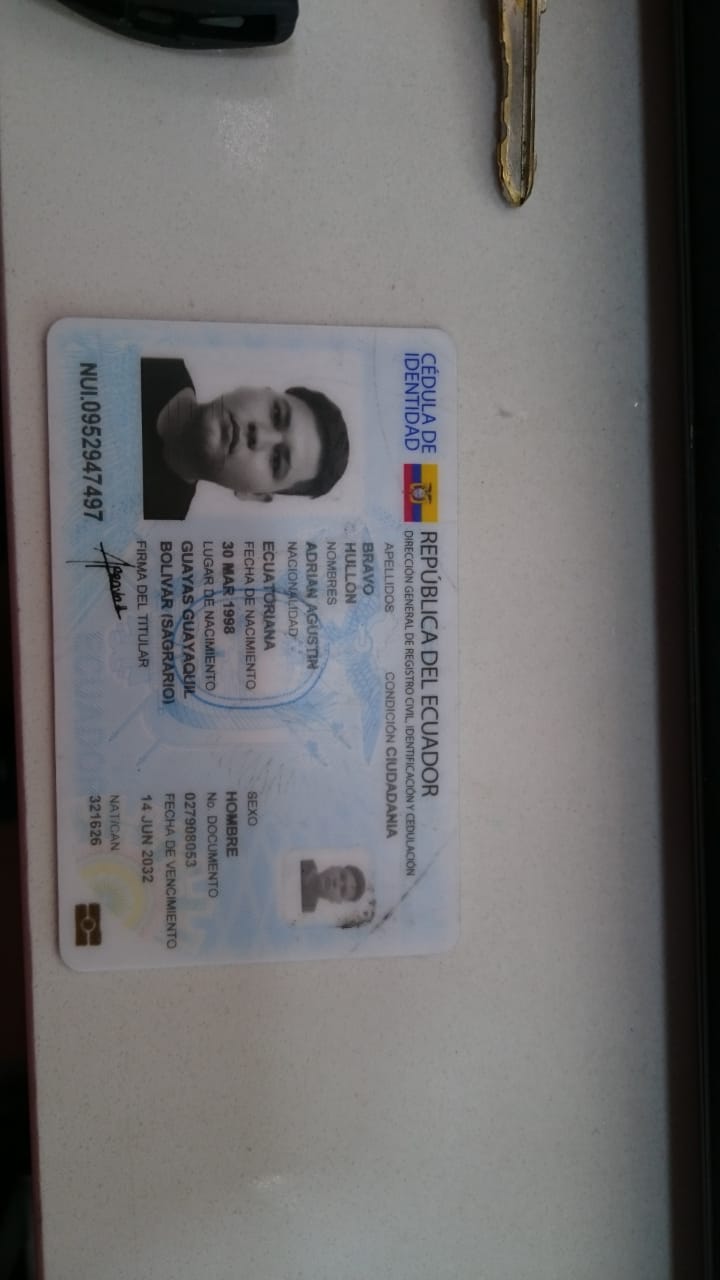 CÉDULA DE
IDENTIDAD
REPÚBLICA DEL ECUADOR
DIRECCIÓN GENERAL DE REGISTRO CIVIL, IDENTIFICACIÓN Y CEDULACIÓN
APELLIDOS
CONDICIÓN CIUDADANIA
BRAVO
HULLON
NOMBRES
ADRIAN AGUSTIN
NACIONALIDAD
ECUATORIANA
FECHA DE NACIMIENTO
30 MAR 1998
LUGAR DE NACIMIENTO
GUAYAS GUAYAQUIL
BOLIVAR (SAGRARIO)
FIRMA DEL TITULAR
SEXO
HOMBRE
No. DOCUMENTO
027908053
FECHA DE VENCIMIENTO
14 JUN 2032
NAT/CAN
321626
NUI.0952947497